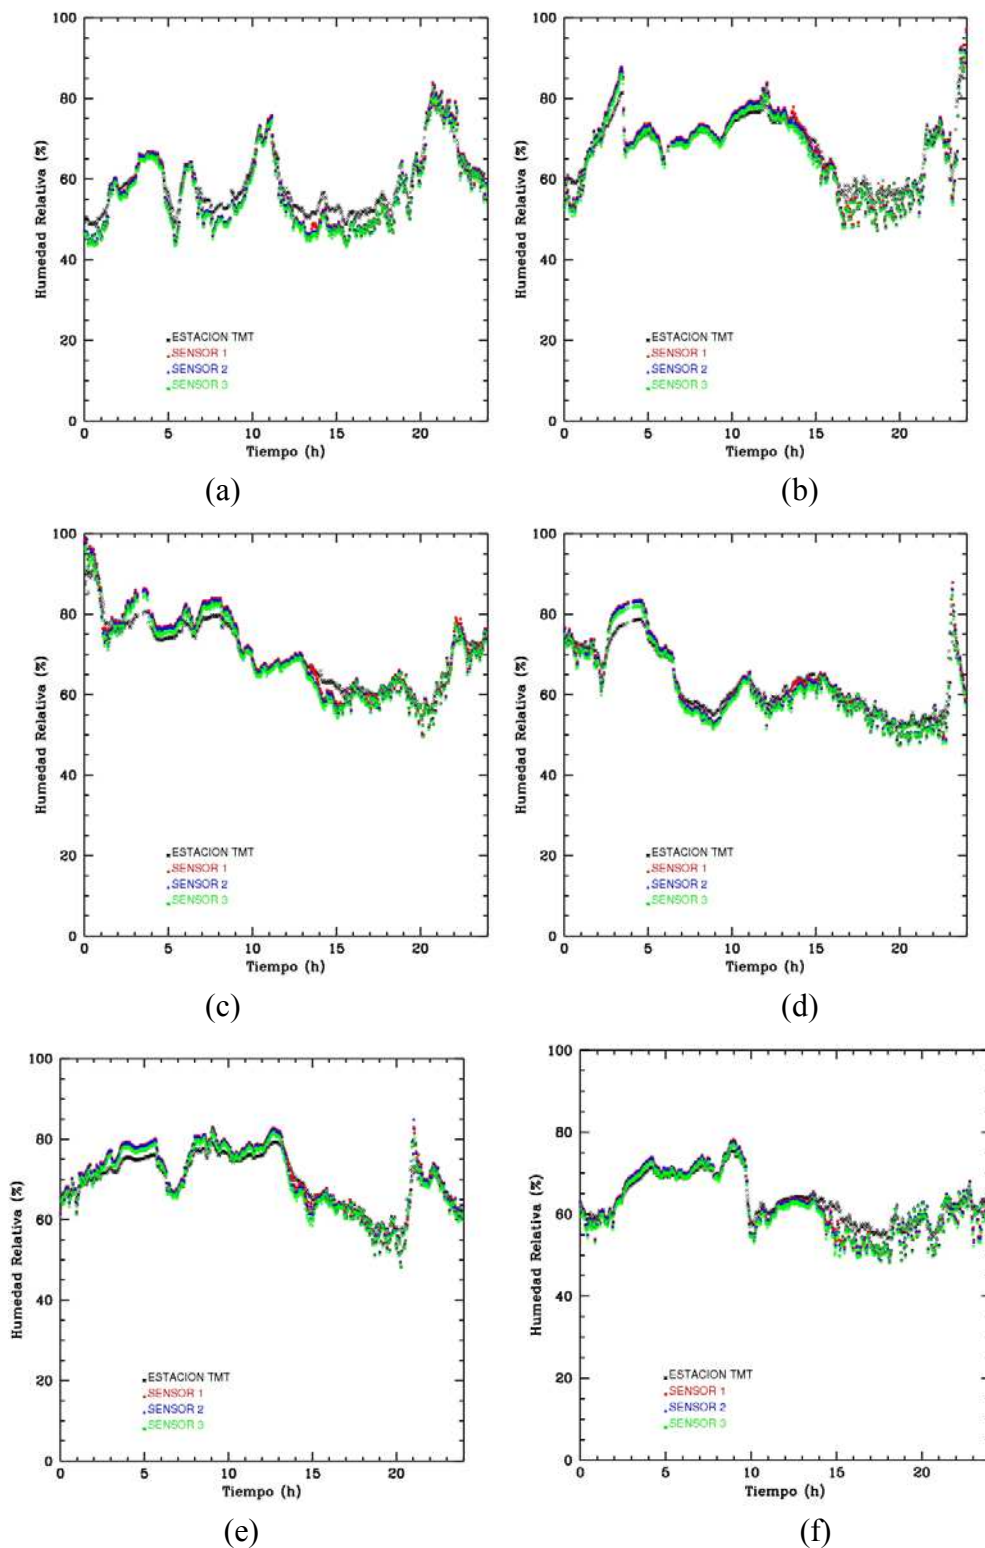 100
80
60
40
20
0
Humedad Relativa (%)
ESTACION TMT
SENSOR 1
SENSOR 2
SENSOR 3
0 5 10 15 20
Tiempo (h)
(a)
100
80
60
40
20
0
Humedad Relativa (%)
ESTACION TMT
SENSOR 1
SENSOR 2
SENSOR 3
0 5 10 15 20
Tiempo (h)
(b)
100
80
60
40
20
0
Humedad Relativa (%)
ESTACION TMT
SENSOR 1
SENSOR 2
SENSOR 3
0 5 10 15 20
Tiempo (h)
(c)
100
80
60
40
20
0
Humedad Relativa (%)
ESTACION TMT
SENSOR 1
SENSOR 2
SENSOR 3
0 5 10 15 20
Tiempo (h)
(d)
100
80
60
40
20
0
Humedad Relativa (%)
ESTACION TMT
SENSOR 1
SENSOR 2
SENSOR 3
0 5 10 15 20
Tiempo (h)
(e)
100
80
60
40
20
0
Humedad Relativa (%)
ESTACION TMT
SENSOR 1
SENSOR 2
SENSOR 3
0 5 10 15 20
Tiempo (h)
(f)